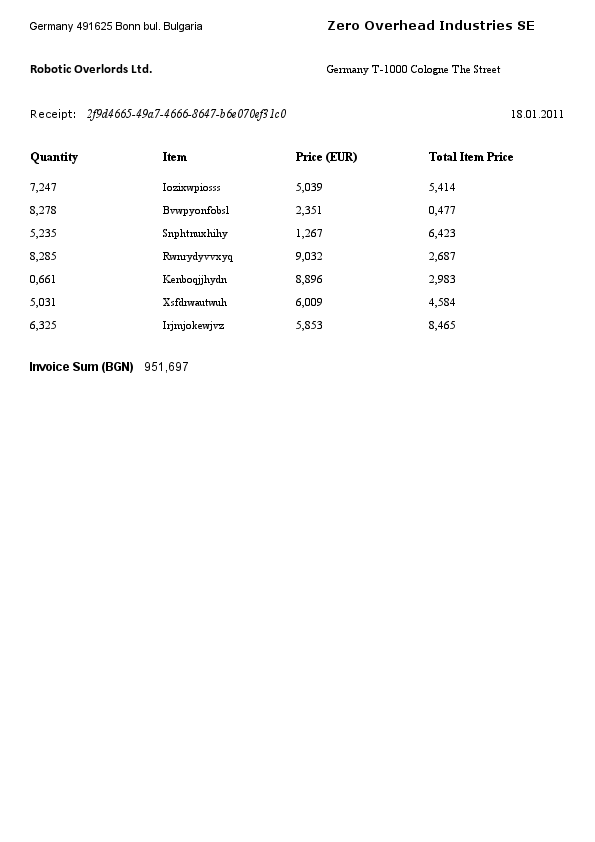 Germany 491625 Bonn bul. Bulgaria Zero Overhead Industries SE
Robotic Overlords Ltd. Germany T-1000 Cologne The Street
Receipt: 2f9d4665-49a7-4666-8647-b6e070ef31c0 18.01.2011
Quantity Item Price (EUR) Total Item Price
7,247 Iozixwpiosss 5,039 5,414
8,278 Bvwpyonfobsl 2,351 0,477
5,235 Snphtnuxhihy 1,267 6,423
8,285 Rwnrydyvvxyq 9,032 2,687
0,661 Kenboqjjhydn 8,896 2,983
5,031 Xsfdrwautwuh 6,009 4,584
6,325 Irjmjokewjvz 5,853 8,465
Invoice Sum (BGN) 951,697